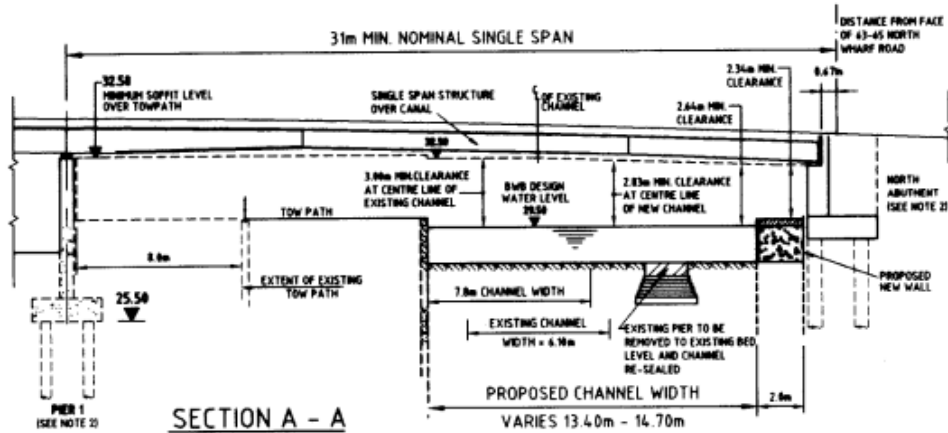 31m MIN. NOMINAL SINGLE SPAN
DISTANCE FROM FACE
OF 63-65 NORTH
WHARF ROAD
32.50
MINIMUM SOFFIT LEVEL
OVER TOWPATH
SINGLE SPAN STRUCTURE
OVER CANAL
℄ OF EXISTING
CHANNEL
2.34m MIN.
CLEARANCE
0.67m
2.64m MIN.
CLEARANCE
32.50
3.00m MIN.CLEARANCE
AT CENTRE LINE OF
EXISTING CHANNEL
BWB DESIGN
WATER LEVEL
29.50
2.83m MIN. CLEARANCE
AT CENTRE LINE
OF NEW CHANNEL
NORTH
ABUTMENT
(SEE NOTE 2)
TOW PATH
8.0m
EXTENT OF EXISTING
TOW PATH
25.50
PROPOSED
NEW WALL
7.8m CHANNEL WIDTH
EXISTING CHANNEL
WIDTH = 6.10m
EXISTING PIER TO BE
REMOVED TO EXISTING BED
LEVEL AND CHANNEL
RE-SEALED
PROPOSED CHANNEL WIDTH
VARIES 13.40m - 14.70m
2.0m
PIER 1
(SEE NOTE 2)
SECTION A - A